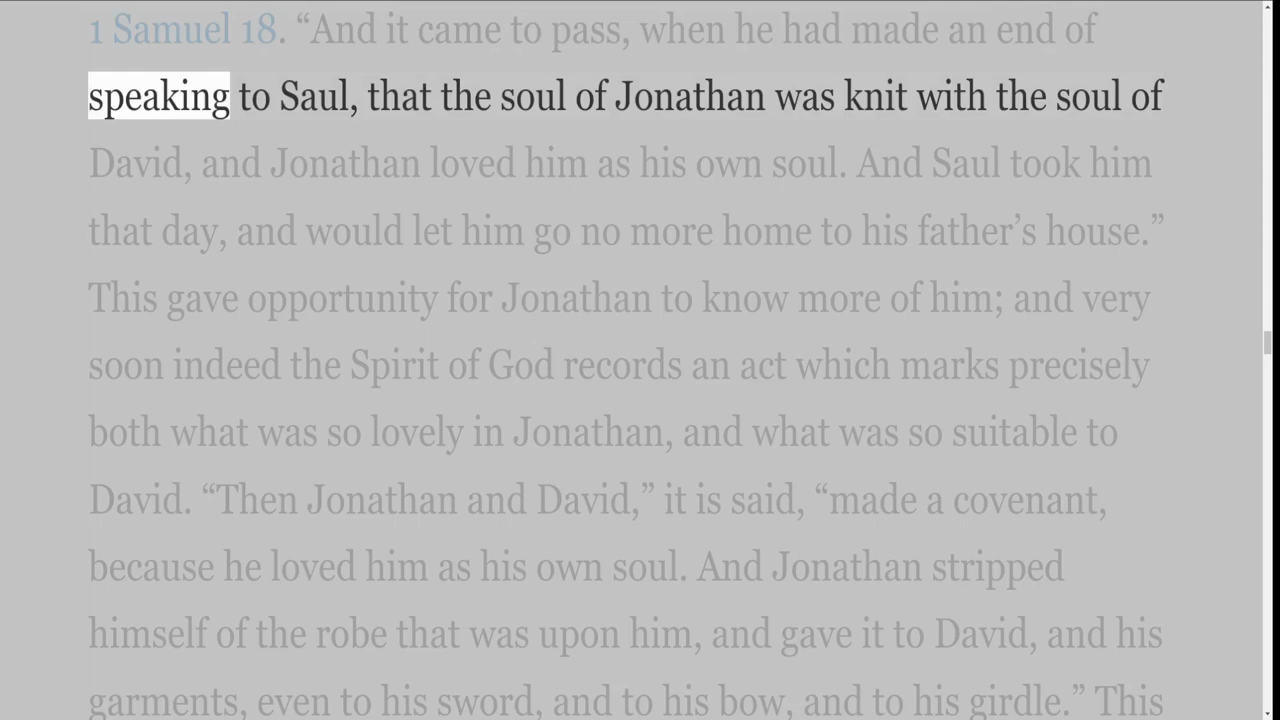 1 Samuel 18. “And it came to pass, when he had made an end of
speaking to Saul, that the soul of Jonathan was knit with the soul of
David, and Jonathan loved him as his own soul. And Saul took him
that day, and would let him go no more home to his father’s house.”
This gave opportunity for Jonathan to know more of him; and very
soon indeed the Spirit of God records an act which marks precisely
both what was so lovely in Jonathan, and what was so suitable to
David. “Then Jonathan and David,” it is said, “made a covenant,
because he loved him as his own soul. And Jonathan stripped
himself of the robe that was upon him, and gave it to David, and his
garments, even to his sword, and to his bow, and to his girdle.” This